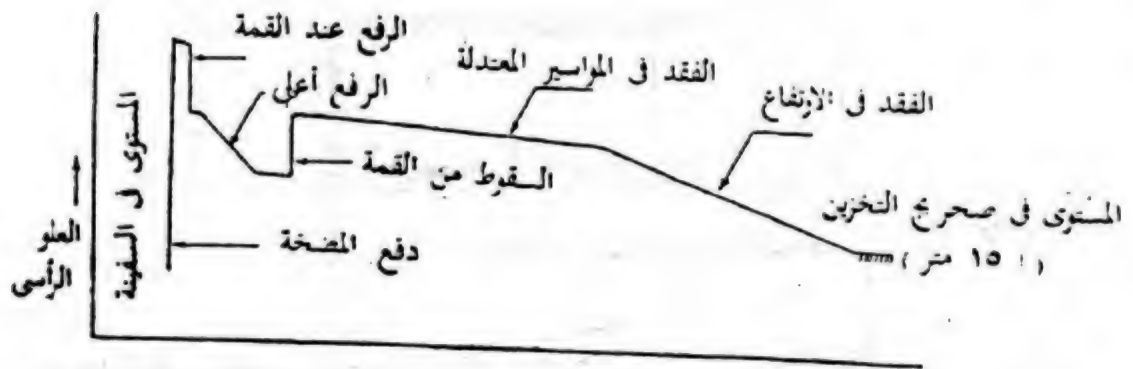 الرفع عند القمة
الرفع أعلى
الفقد فى المواسير المعتدلة
الفقد فى الارتفاع
السقوط من القمة
دفع المضخة
المستوى فى السفينة
العلو
الرأسى
المستوى فى صهريج التخزين
١٥ متر )